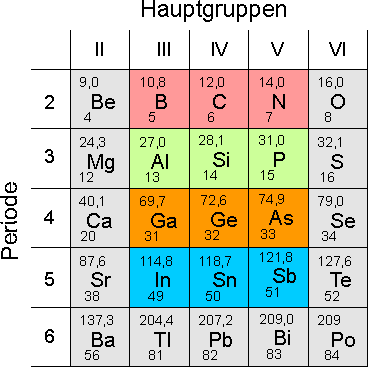 Hauptgruppen
II III IV V VI
Periode
2
9,0 10,8 12,0 14,0 16,0
Be B C N O
4 5 6 7 8
3
24,3 27,0 28,1 31,0 32,1
Mg Al Si P S
12 13 14 15 16
4
40,1 69,7 72,6 74,9 79,0
Ca Ga Ge As Se
20 31 32 33 34
5
87,6 114,8 118,7 121,8 127,6
Sr In Sn Sb Te
38 49 50 51 52
6
137,3 204,4 207,2 209,0 209
Ba Tl Pb Bi Po
56 81 82 83 84